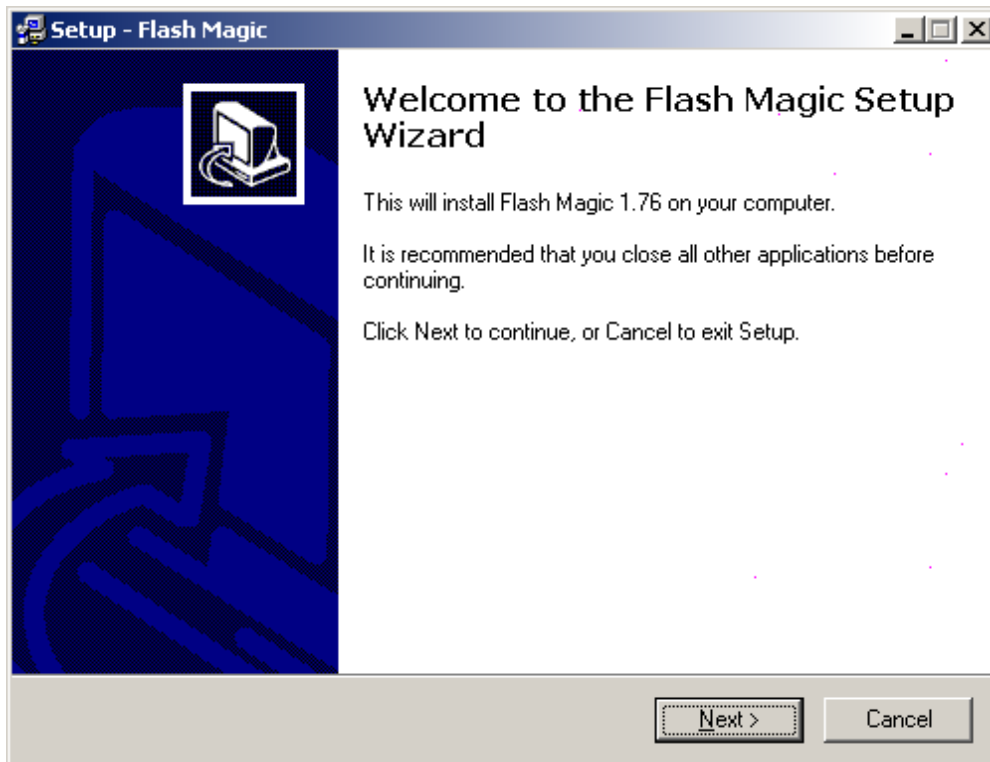 Setup - Flash Magic
Welcome to the Flash Magic Setup
Wizard
This will install Flash Magic 1.76 on your computer.
It is recommended that you close all other applications before
continuing.
Click Next to continue, or Cancel to exit Setup.
Next >
Cancel